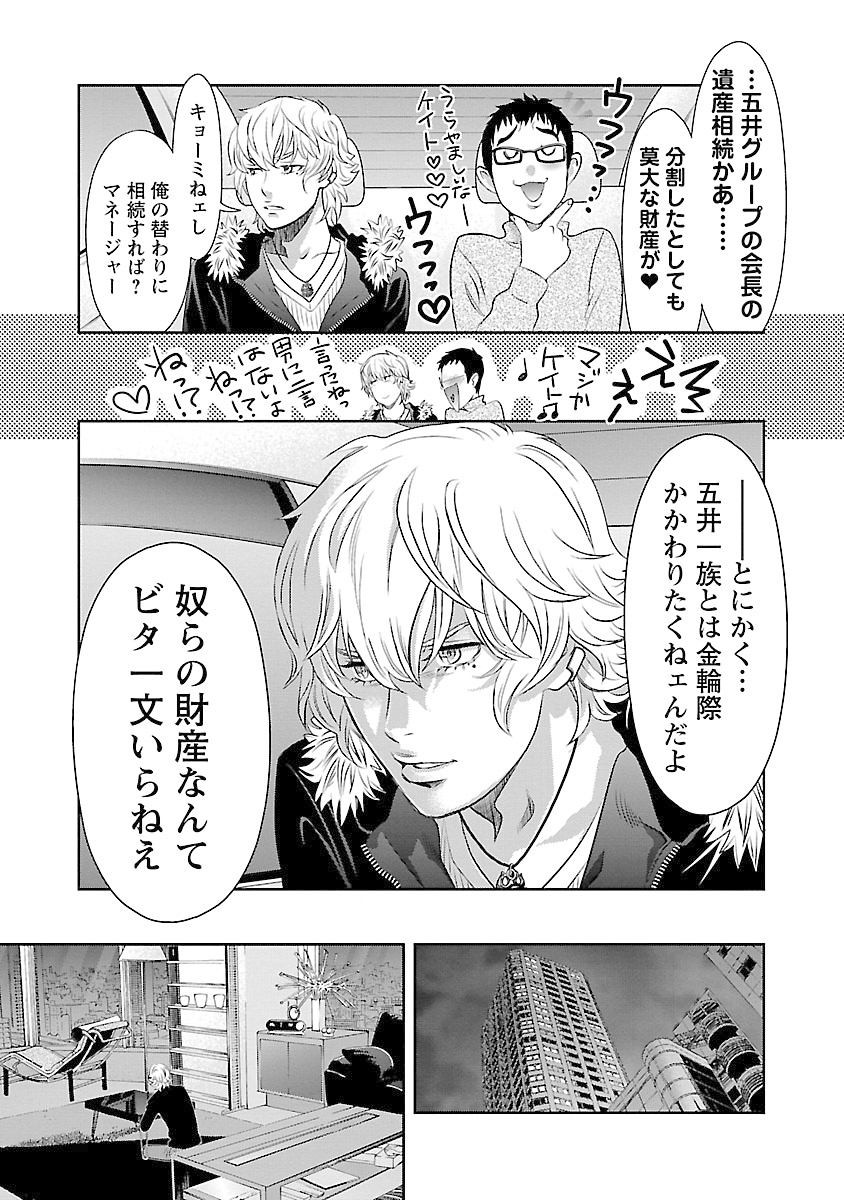 …五井グループの会長の
遺産相続かあ……
分割したとしても
莫大な財産が♥
ウフフっ…
うらやましいな
ケイト♡♡♡
ウフフっっ♡
キョーミねェし
俺の替わりに
相続すれば?
マネージャー
えぇ〜
マジか
ケイト♫
♪
言ったねっ
男に二言
はないよ
ねっ!?
ねっ!?
♡
――とにかく…
五井一族とは金輪際
かかわりたくねェんだよ
奴らの財産なんて
ビタ一文いらねえ